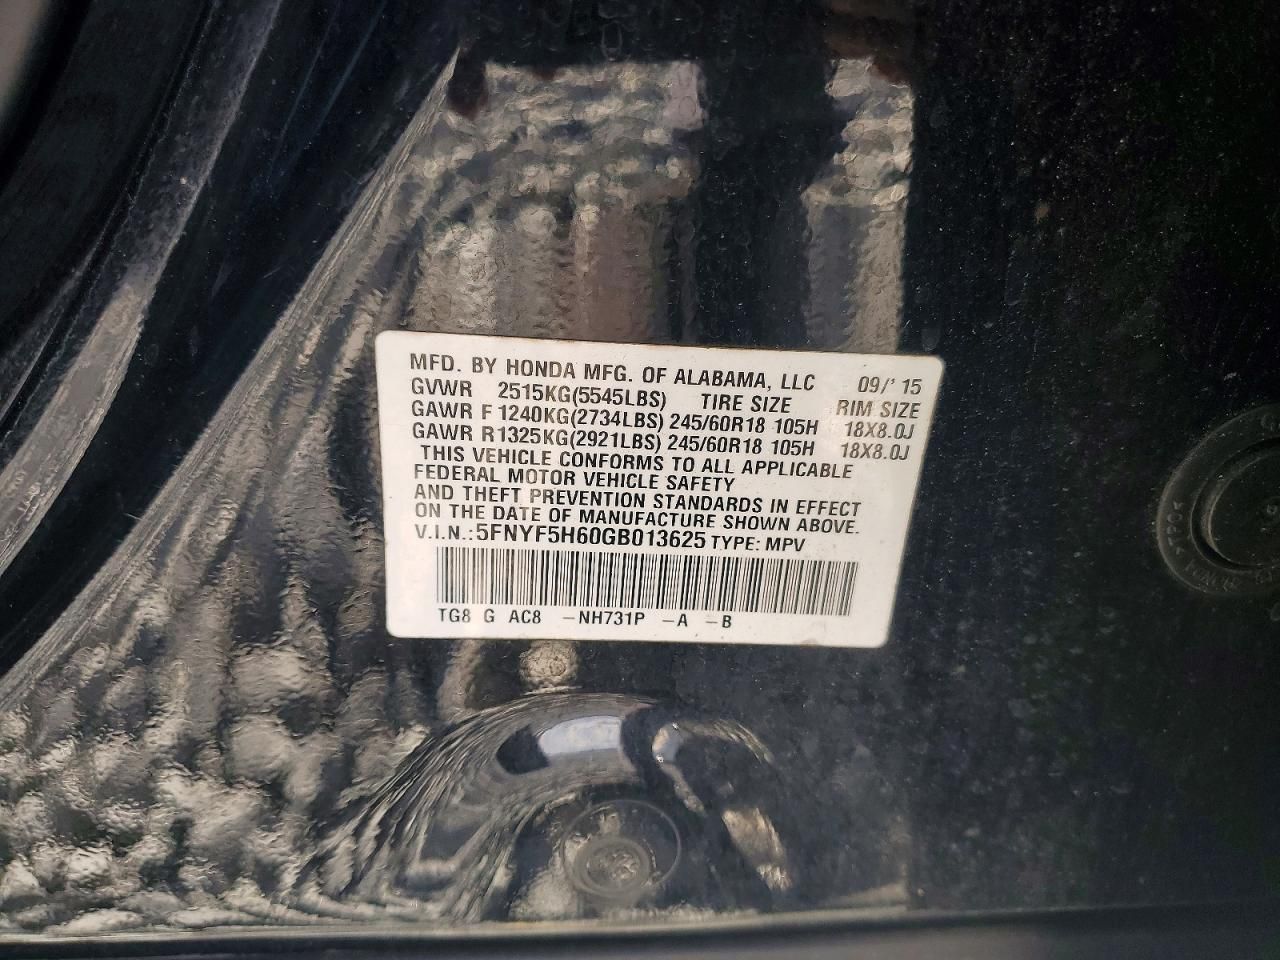 MFD. BY HONDA MFG. OF ALABAMA, LLC 09/'15
GVWR 2515KG(5545LBS) TIRE SIZE RIM SIZE
GAWR F 1240KG(2734LBS) 245/60R18 105H 18X8.0J
GAWR R1325KG(2921LBS) 245/60R18 105H 18X8.0J
THIS VEHICLE CONFORMS TO ALL APPLICABLE
FEDERAL MOTOR VEHICLE SAFETY
AND THEFT PREVENTION STANDARDS IN EFFECT
ON THE DATE OF MANUFACTURE SHOWN ABOVE.
V.I.N.: 5FNYF5H60GB013625 TYPE: MPV
TG8 G AC8 -NH731P -A -B